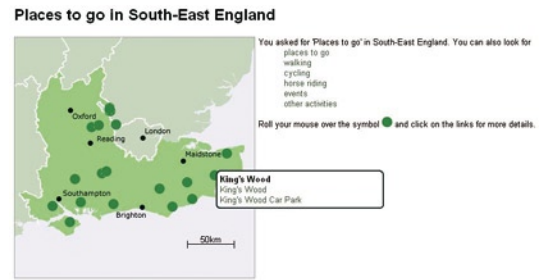 Places to go in South-East England
You asked for 'Places to go' in South-East England. You can also look for
places to go
walking
cycling
horse riding
events
other activities
Roll your mouse over the symbol and click on the links for more details.
Oxford
London
Reading
Maidstone
King's Wood
King's Wood
King's Wood Car Park
Southampton
Brighton
50km